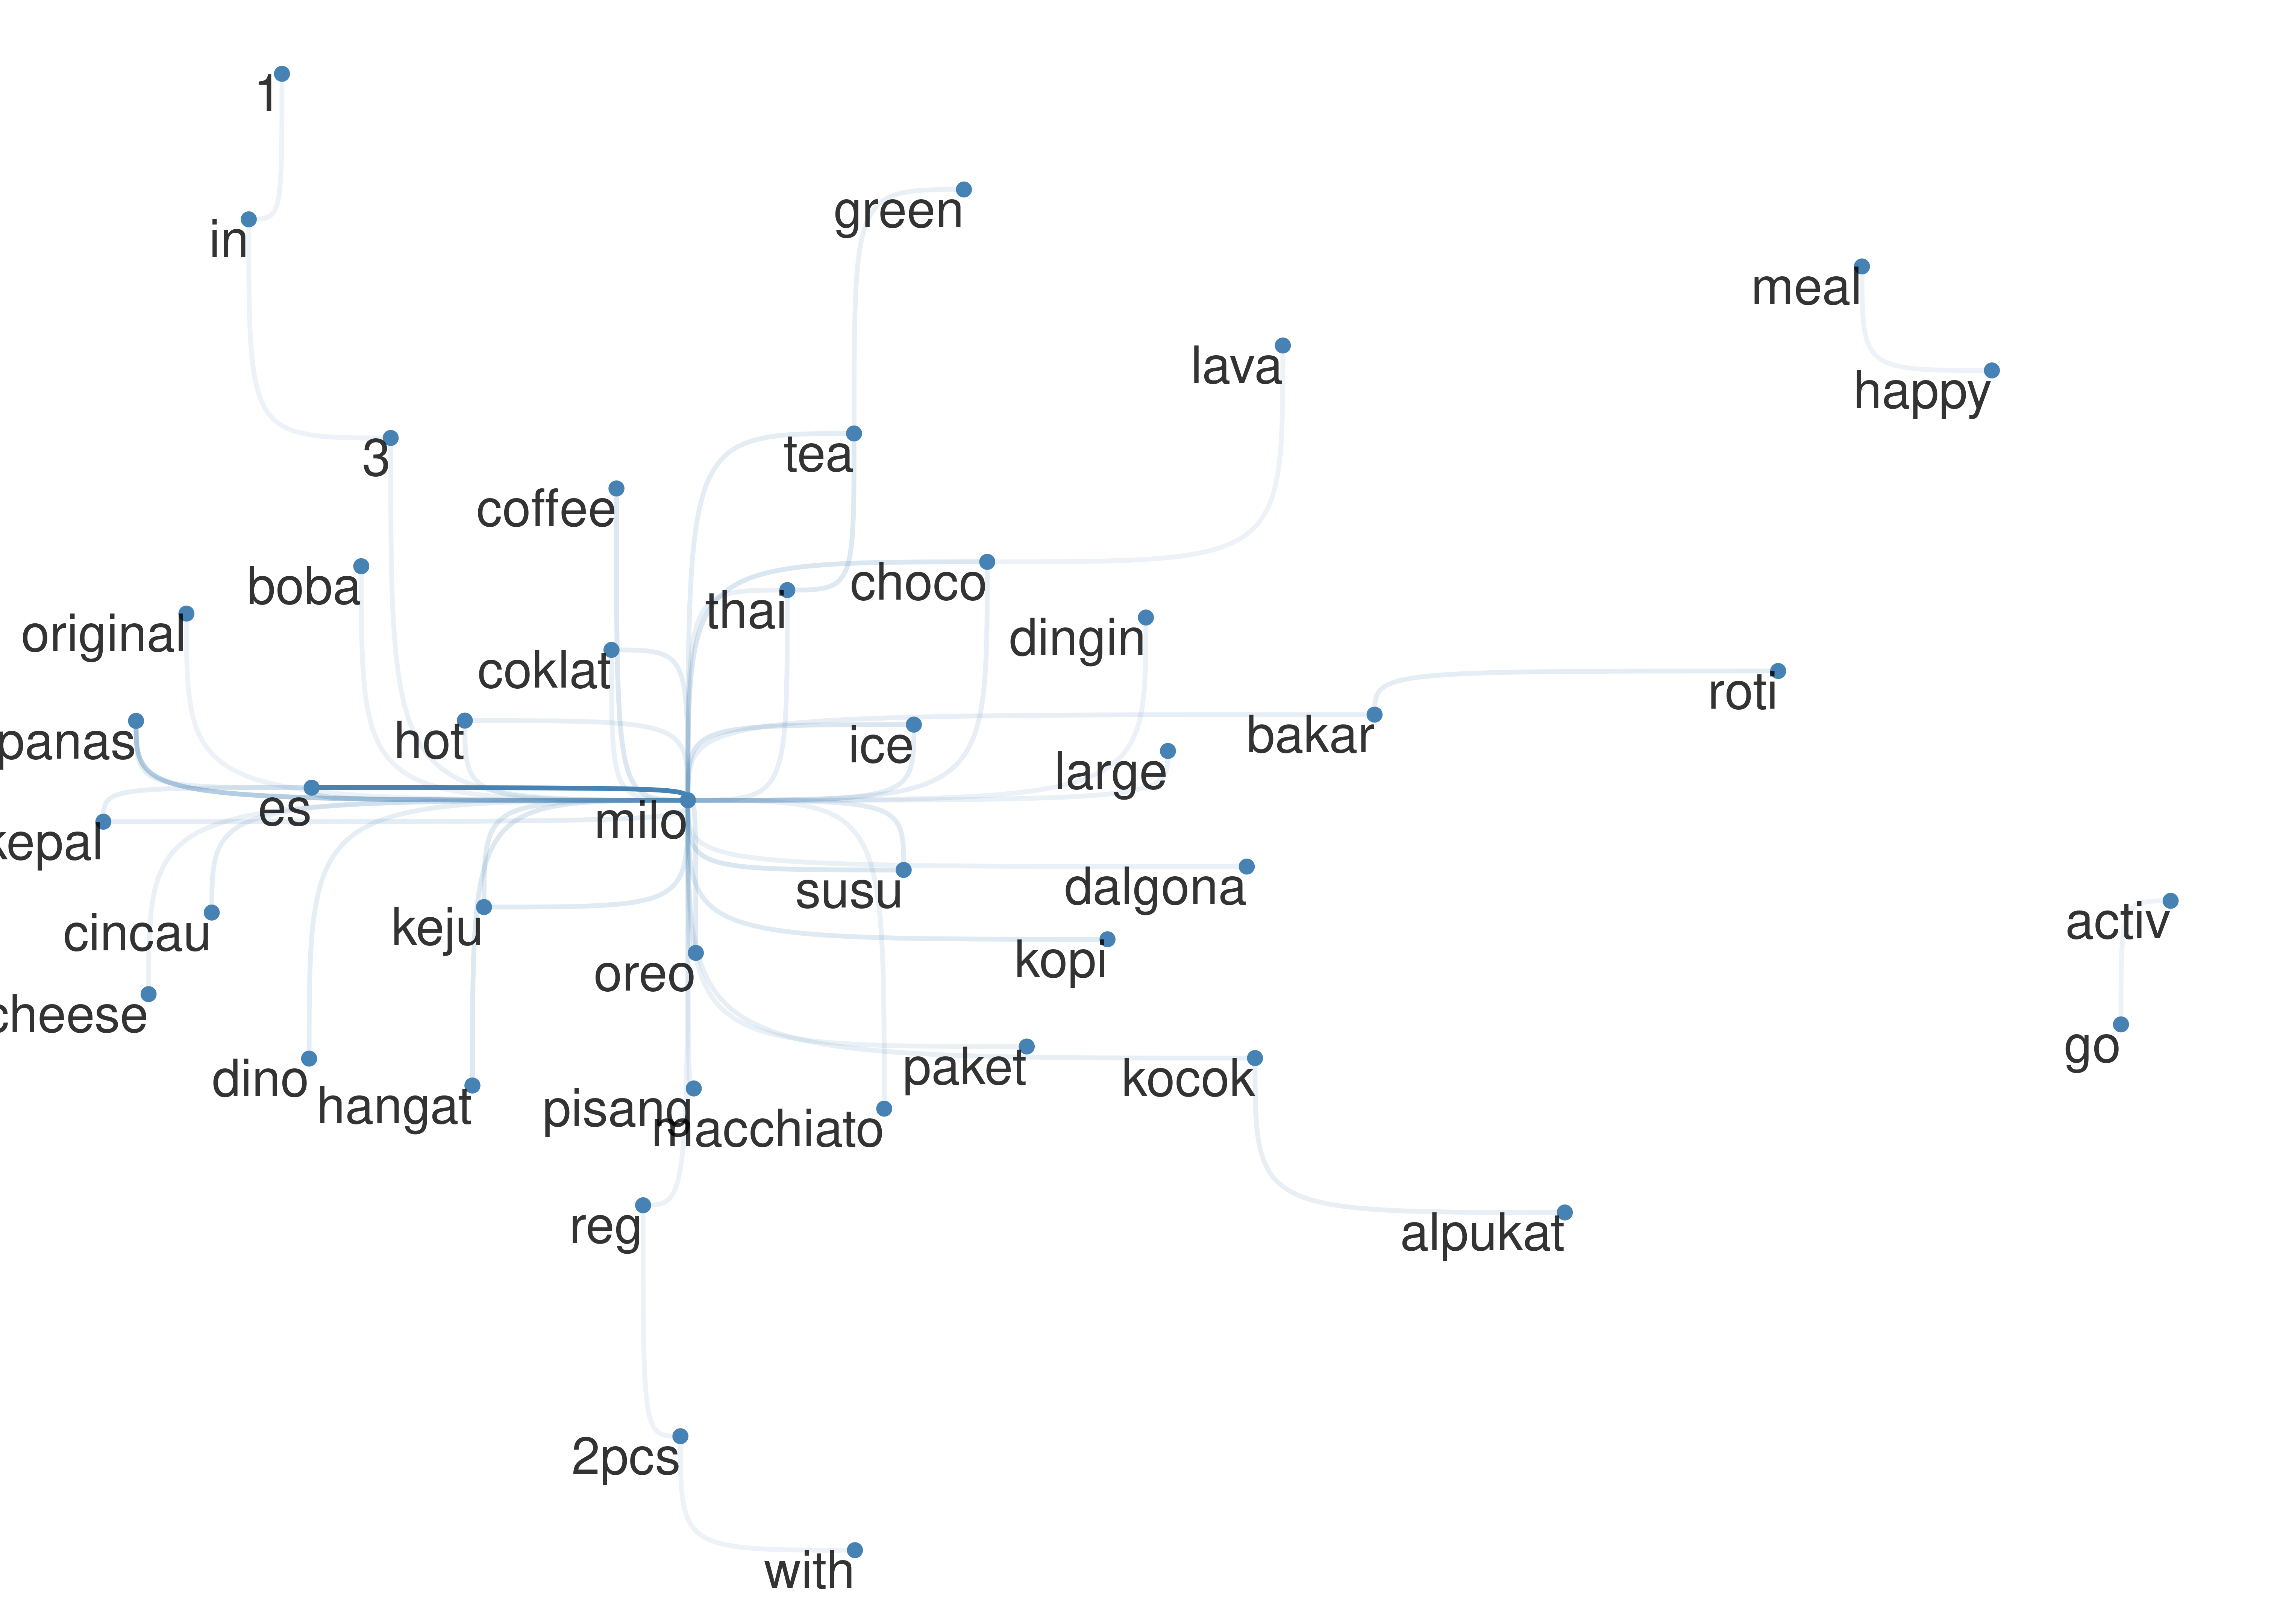 1
in
green
meal
lava
happy
3
tea
coffee
boba
choco
thai
original
dingin
coklat
roti
panas
hot
ice
bakar
large
es
milo
kepal
susu
dalgona
activ
cincau
keju
kopi
oreo
cheese
go
paket
dino
kocok
hangat
pisang
macchiato
reg
alpukat
2pcs
with